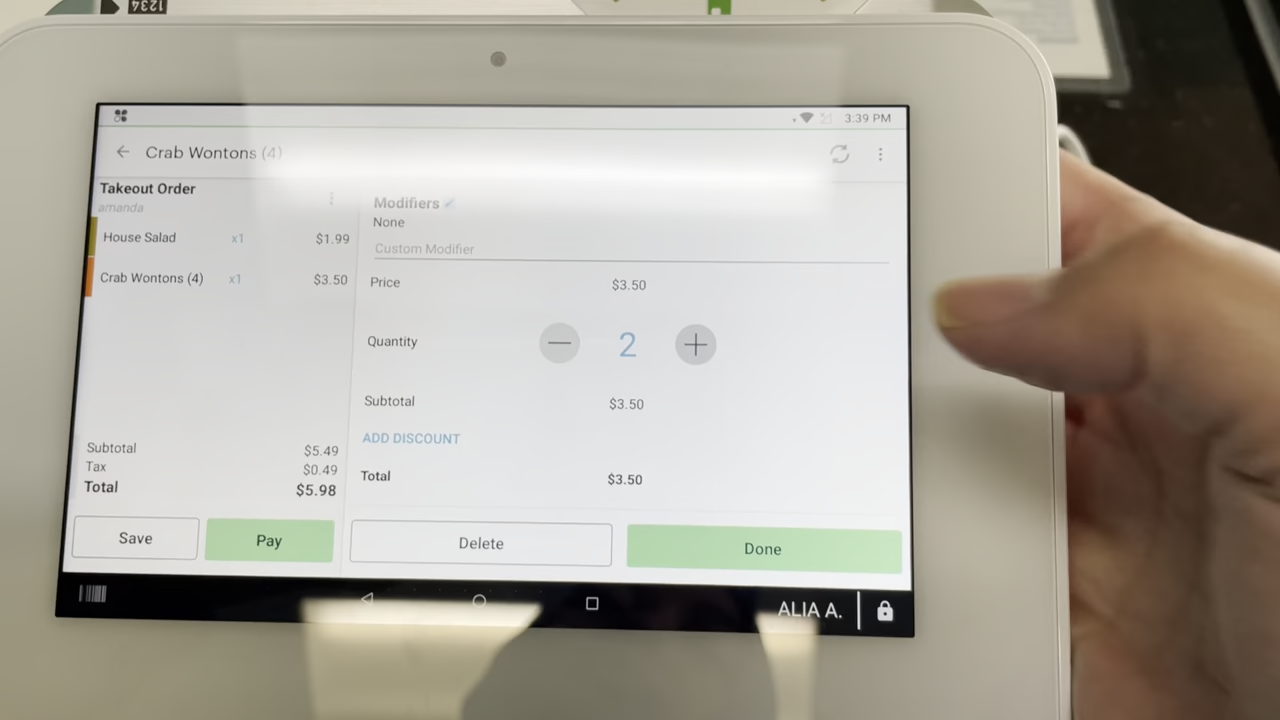 1234
3:39 PM
Crab Wontons (4)
Takeout Order
amanda
House Salad x1 $1.99
Crab Wontons (4) x1 $3.50
Subtotal $5.49
Tax $0.49
Total $5.98
Save Pay
Modifiers
None
Custom Modifier
Price $3.50
Quantity 2
Subtotal $3.50
ADD DISCOUNT
Total $3.50
Delete Done
ALIA A.